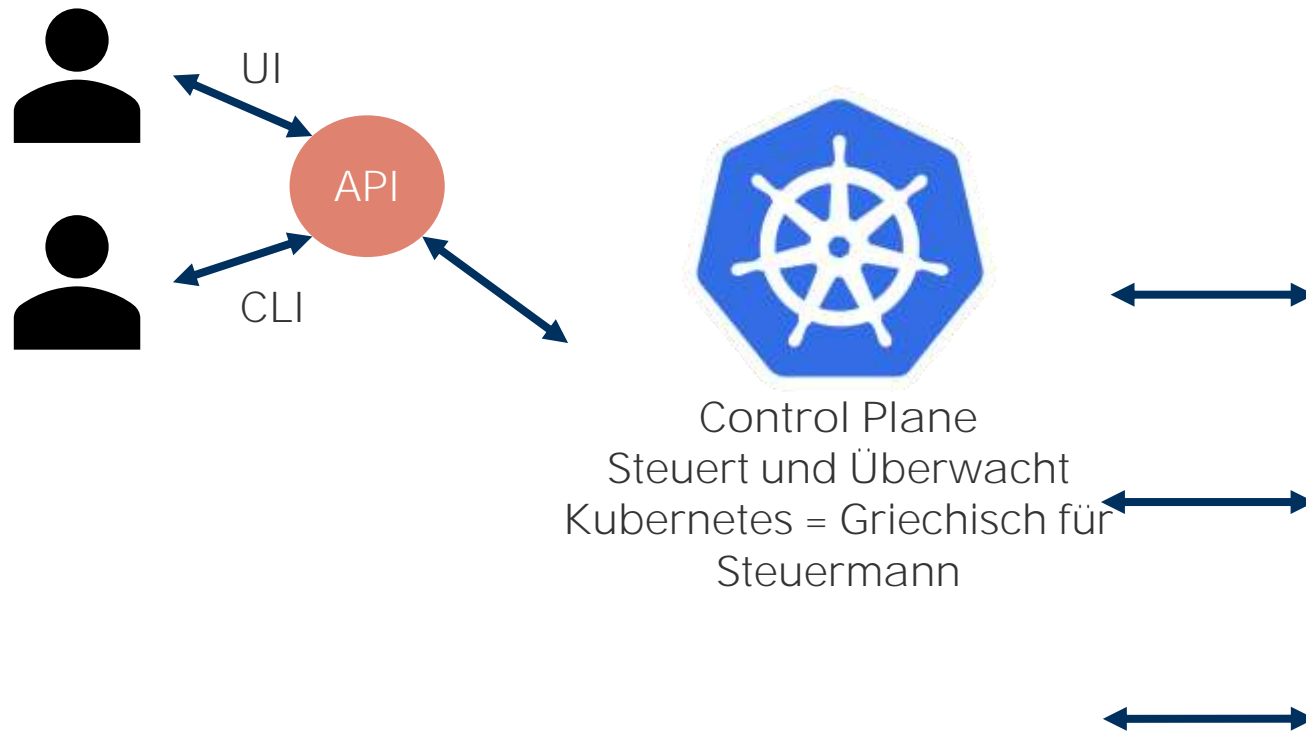 UI
API
CLI
Control Plane
Steuert und Überwacht
Kubernetes = Griechisch für
Steuermann